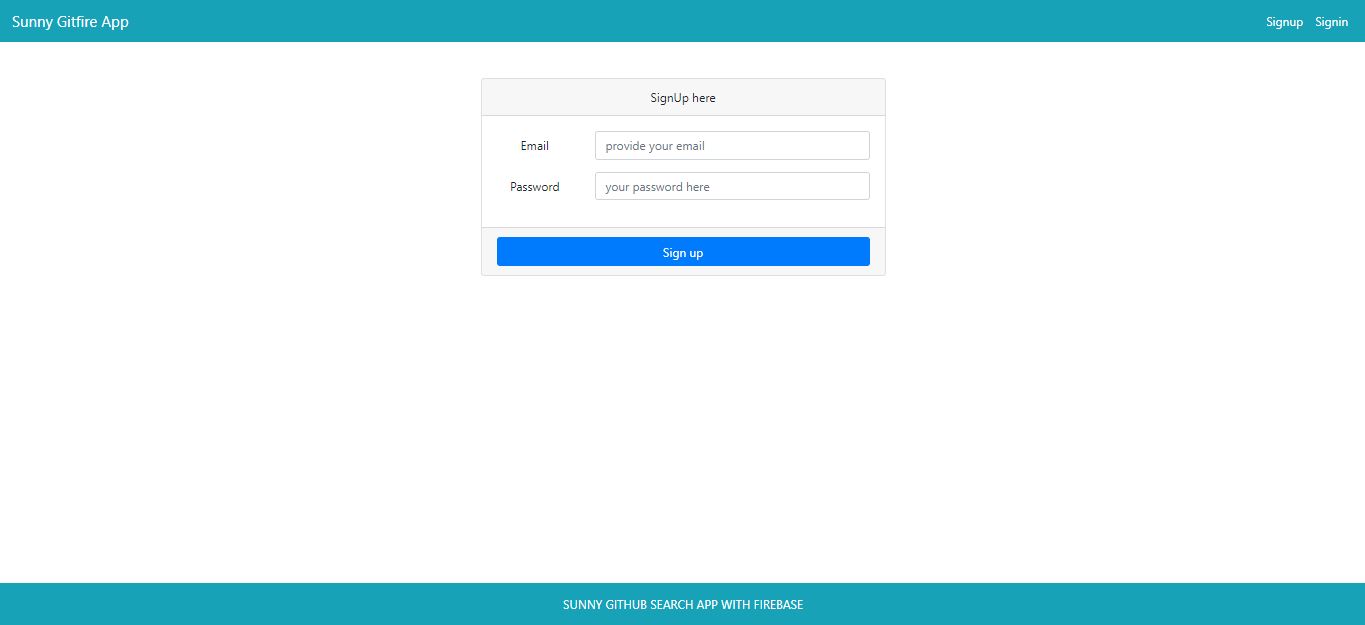 Sunny Gitfire App
Signup Signin
SignUp here
Email
provide your email
Password
your password here
Sign up
SUNNY GITHUB SEARCH APP WITH FIREBASE